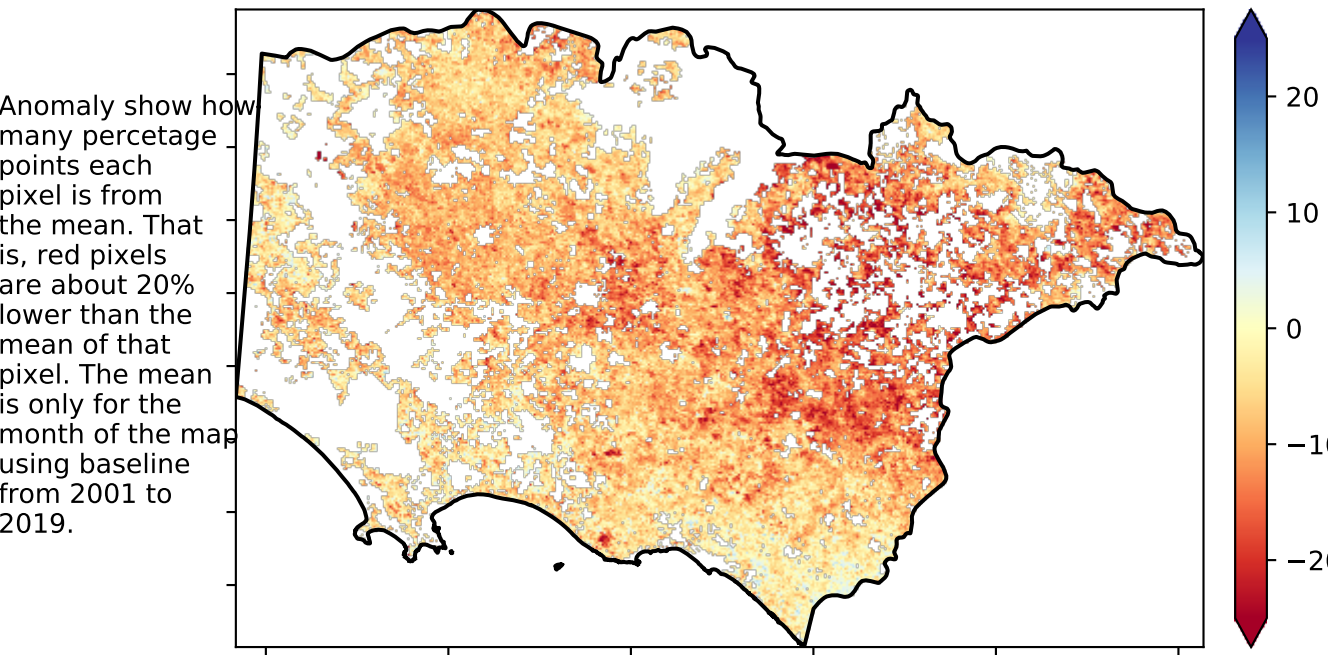 Anomaly show how
many percetage
points each
pixel is from
the mean. That
is, red pixels
are about 20%
lower than the
mean of that
pixel. The mean
is only for the
month of the map
using baseline
from 2001 to
2019.
20
10
0
−10
−20